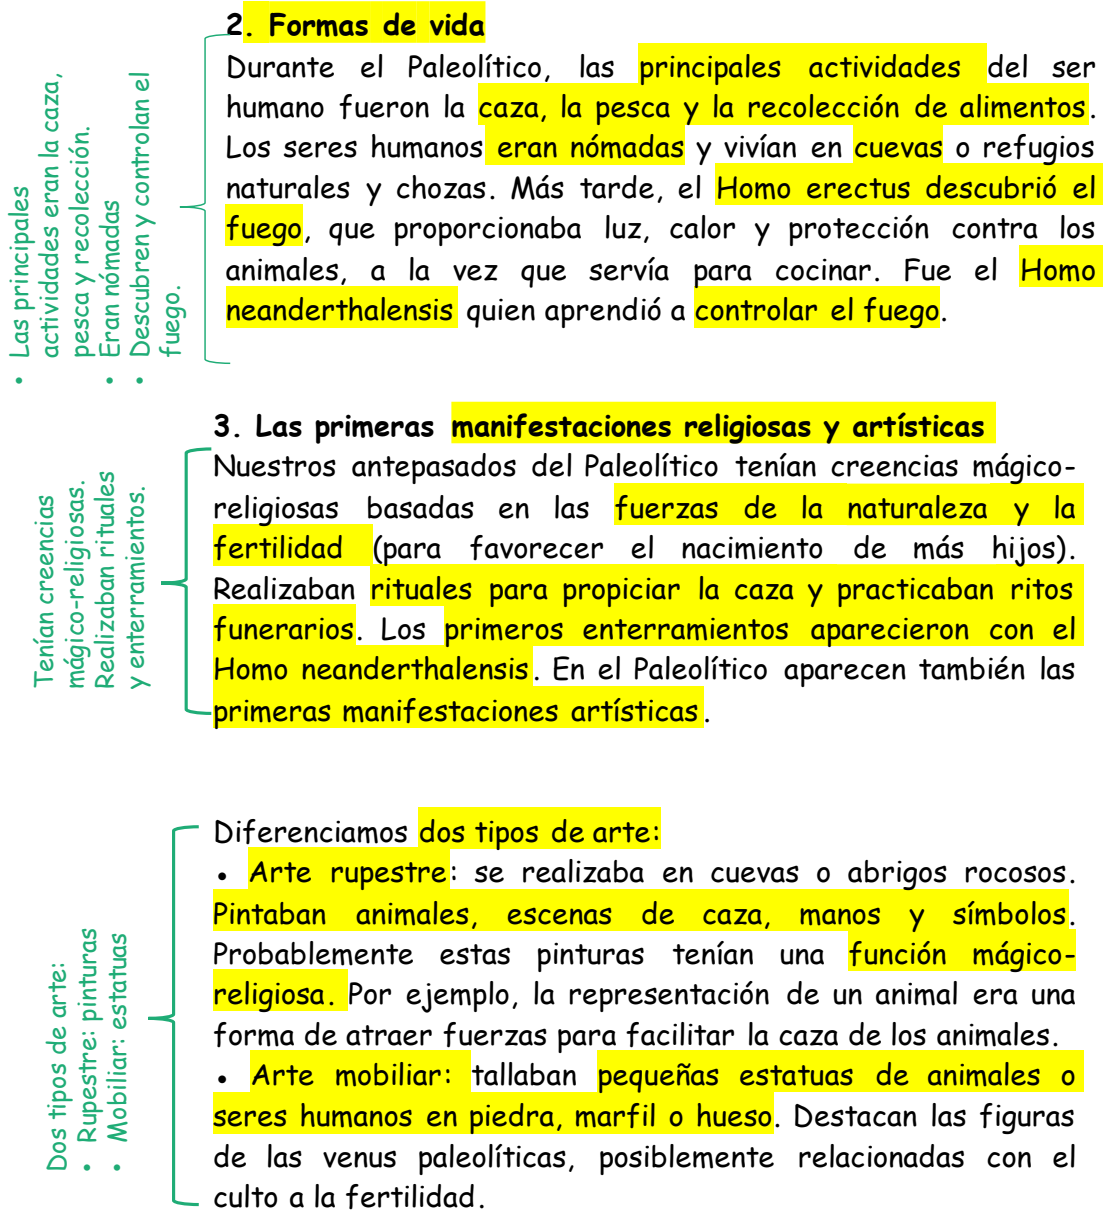 2. Formas de vida
Durante el Paleolítico, las principales actividades del ser
humano fueron la caza, la pesca y la recolección de alimentos.
Los seres humanos eran nómadas y vivían en cuevas o refugios
naturales y chozas. Más tarde, el Homo erectus descubrió el
fuego, que proporcionaba luz, calor y protección contra los
animales, a la vez que servía para cocinar. Fue el Homo
neanderthalensis quien aprendió a controlar el fuego.
• Las principales
actividades eran la caza,
pesca y recolección.
• Eran nómadas
• Descubren y controlan el
fuego.
3. Las primeras manifestaciones religiosas y artísticas
Nuestros antepasados del Paleolítico tenían creencias mágico-
religiosas basadas en las fuerzas de la naturaleza y la
fertilidad (para favorecer el nacimiento de más hijos).
Realizaban rituales para propiciar la caza y practicaban ritos
funerarios. Los primeros enterramientos aparecieron con el
Homo neanderthalensis. En el Paleolítico aparecen también las
primeras manifestaciones artísticas.
Tenían creencias
mágico-religiosas.
Realizaban rituales
y enterramientos.
Diferenciamos dos tipos de arte:
• Arte rupestre: se realizaba en cuevas o abrigos rocosos.
Pintaban animales, escenas de caza, manos y símbolos.
Probablemente estas pinturas tenían una función mágico-
religiosa. Por ejemplo, la representación de un animal era una
forma de atraer fuerzas para facilitar la caza de los animales.
• Arte mobiliar: tallaban pequeñas estatuas de animales o
seres humanos en piedra, marfil o hueso. Destacan las figuras
de las venus paleolíticas, posiblemente relacionadas con el
culto a la fertilidad.
Dos tipos de arte:
• Rupestre: pinturas
• Mobiliar: estatuas